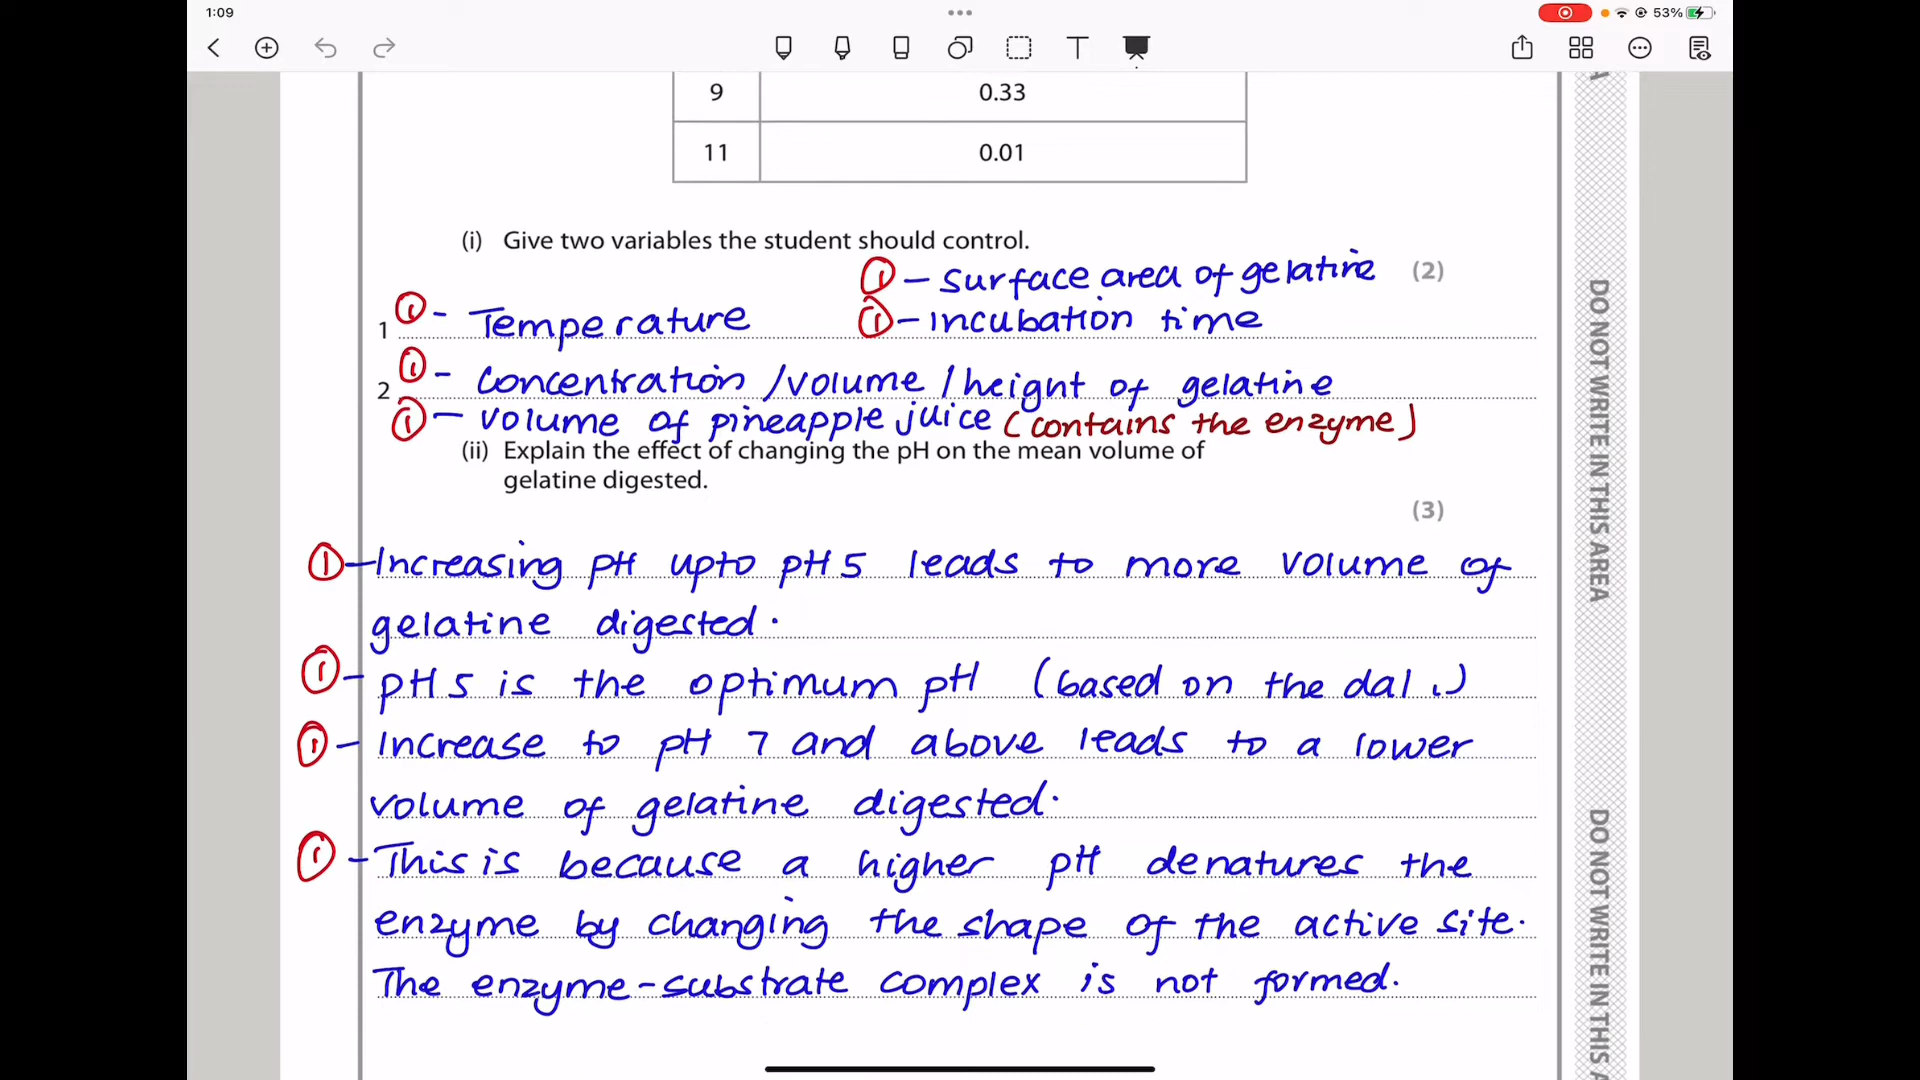 1:09
53%
9 0.33
11 0.01
(i) Give two variables the student should control.
① – surface area of gelatine (2)
1 ① – Temperature ① – incubation time
2 ① – concentration /volume /height of gelatine
① – volume of pineapple juice (contains the enzyme)
(ii) Explain the effect of changing the pH on the mean volume of
gelatine digested.
(3)
① – Increasing pH upto pH 5 leads to more volume of
gelatine digested.
① – pH 5 is the optimum pH (based on the
① – Increase to pH 7 and above leads to a lower
volume of gelatine digested.
① – This is because a higher pH denatures the
enzyme by changing the shape of the active site.
The enzyme-substrate complex is not formed.
A
DO NOT WRITE IN THIS AREA
DO NOT WRITE IN THIS A